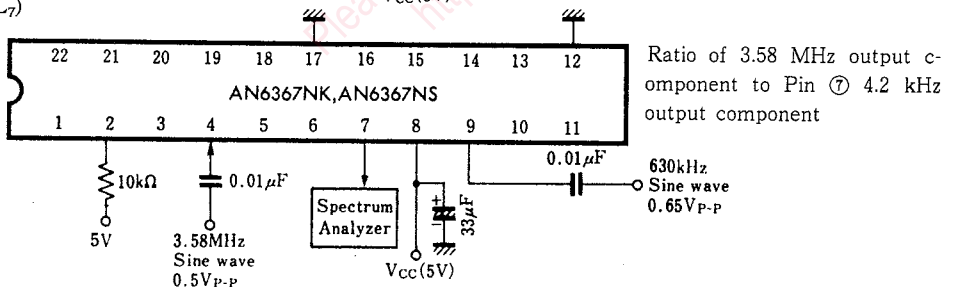 L7)
Vcc(5V)
22 21 20 19 18 17 16 15 14 13 12
AN6367NK,AN6367NS
1 2 3 4 5 6 7 8 9 10 11
Ratio of 3.58 MHz output c-
omponent to Pin ⑦ 4.2 kHz
output component
10kΩ
5V
0.01μF
3.58MHz
Sine wave
0.5VP-P
Spectrum
Analyzer
+
-
33μF
Vcc(5V)
0.01μF
630kHz
Sine wave
0.65VP-P